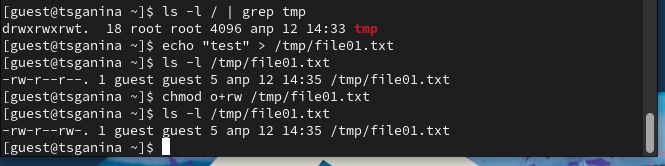 [guest@tsganina ~]$ ls -l / | grep tmp
drwxrwxrwt.  18 root root 4096 апр 12 14:33 tmp
[guest@tsganina ~]$ echo "test" > /tmp/file01.txt
[guest@tsganina ~]$ ls -l /tmp/file01.txt
-rw-r--r--. 1 guest guest 5 апр 12 14:35 /tmp/file01.txt
[guest@tsganina ~]$ chmod o+rw /tmp/file01.txt
[guest@tsganina ~]$ ls -l /tmp/file01.txt
-rw-r--rw-. 1 guest guest 5 апр 12 14:35 /tmp/file01.txt
[guest@tsganina ~]$